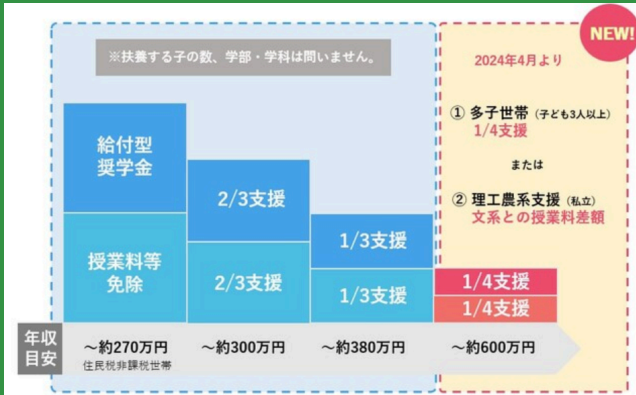 NEW!
※扶養する子の数、学部・学科は問いません。
2024年4月より
① 多子世帯（子ども3人以上）
1/4支援
または
② 理工農系支援（私立）
文系との授業料差額
給付型
奨学金
授業料等
免除
2/3支援
2/3支援
1/3支援
1/3支援
1/4支援
1/4支援
年収
目安
～約270万円
住民税非課税世帯
～約300万円
～約380万円
～約600万円